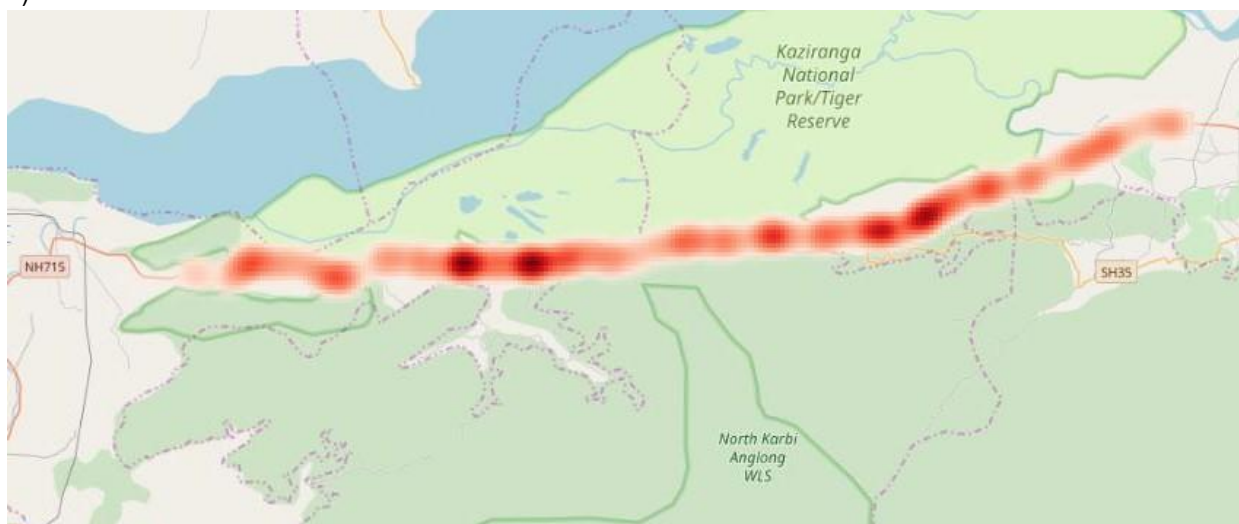 Kaziranga
National
Park/Tiger
Reserve
NH715
SH35
North Karbi
Anglong
WLS